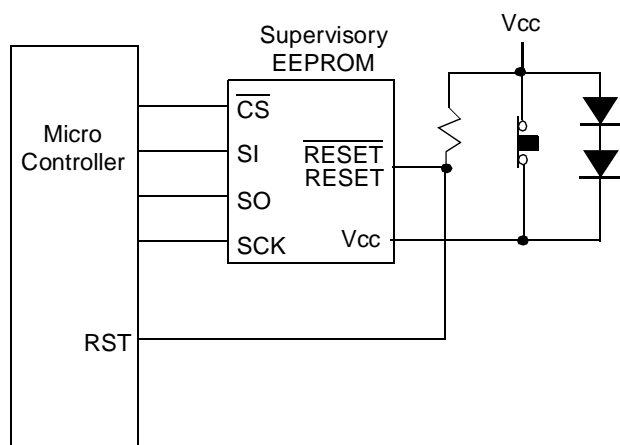 Supervisory
EEPROM
Vcc
Micro
Controller
CS
SI
SO
SCK
RESET
RESET
Vcc
RST